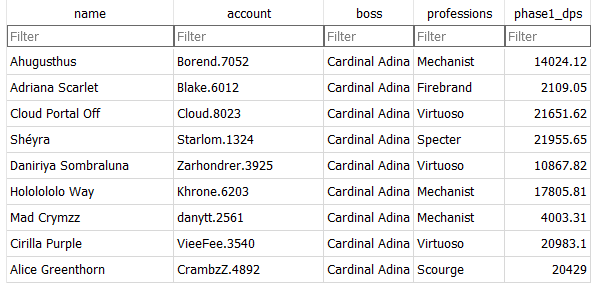 name account boss professions phase1_dps
Filter Filter Filter Filter Filter
Ahugusthus Borend.7052 Cardinal Adina Mechanist 14024.12
Adriana Scarlet Blake.6012 Cardinal Adina Firebrand 2109.05
Cloud Portal Off Cloud.8023 Cardinal Adina Virtuoso 21651.62
Shéyra Starlom.1324 Cardinal Adina Specter 21955.65
Daniriya Sombraluna Zarhondrer.3925 Cardinal Adina Virtuoso 10867.82
Hololololo Way Khrone.6203 Cardinal Adina Mechanist 17805.81
Mad Crymzz danytt.2561 Cardinal Adina Mechanist 4003.31
Cirilla Purple VieeFee.3540 Cardinal Adina Virtuoso 20983.1
Alice Greenthorn CrambzZ.4892 Cardinal Adina Scourge 20429